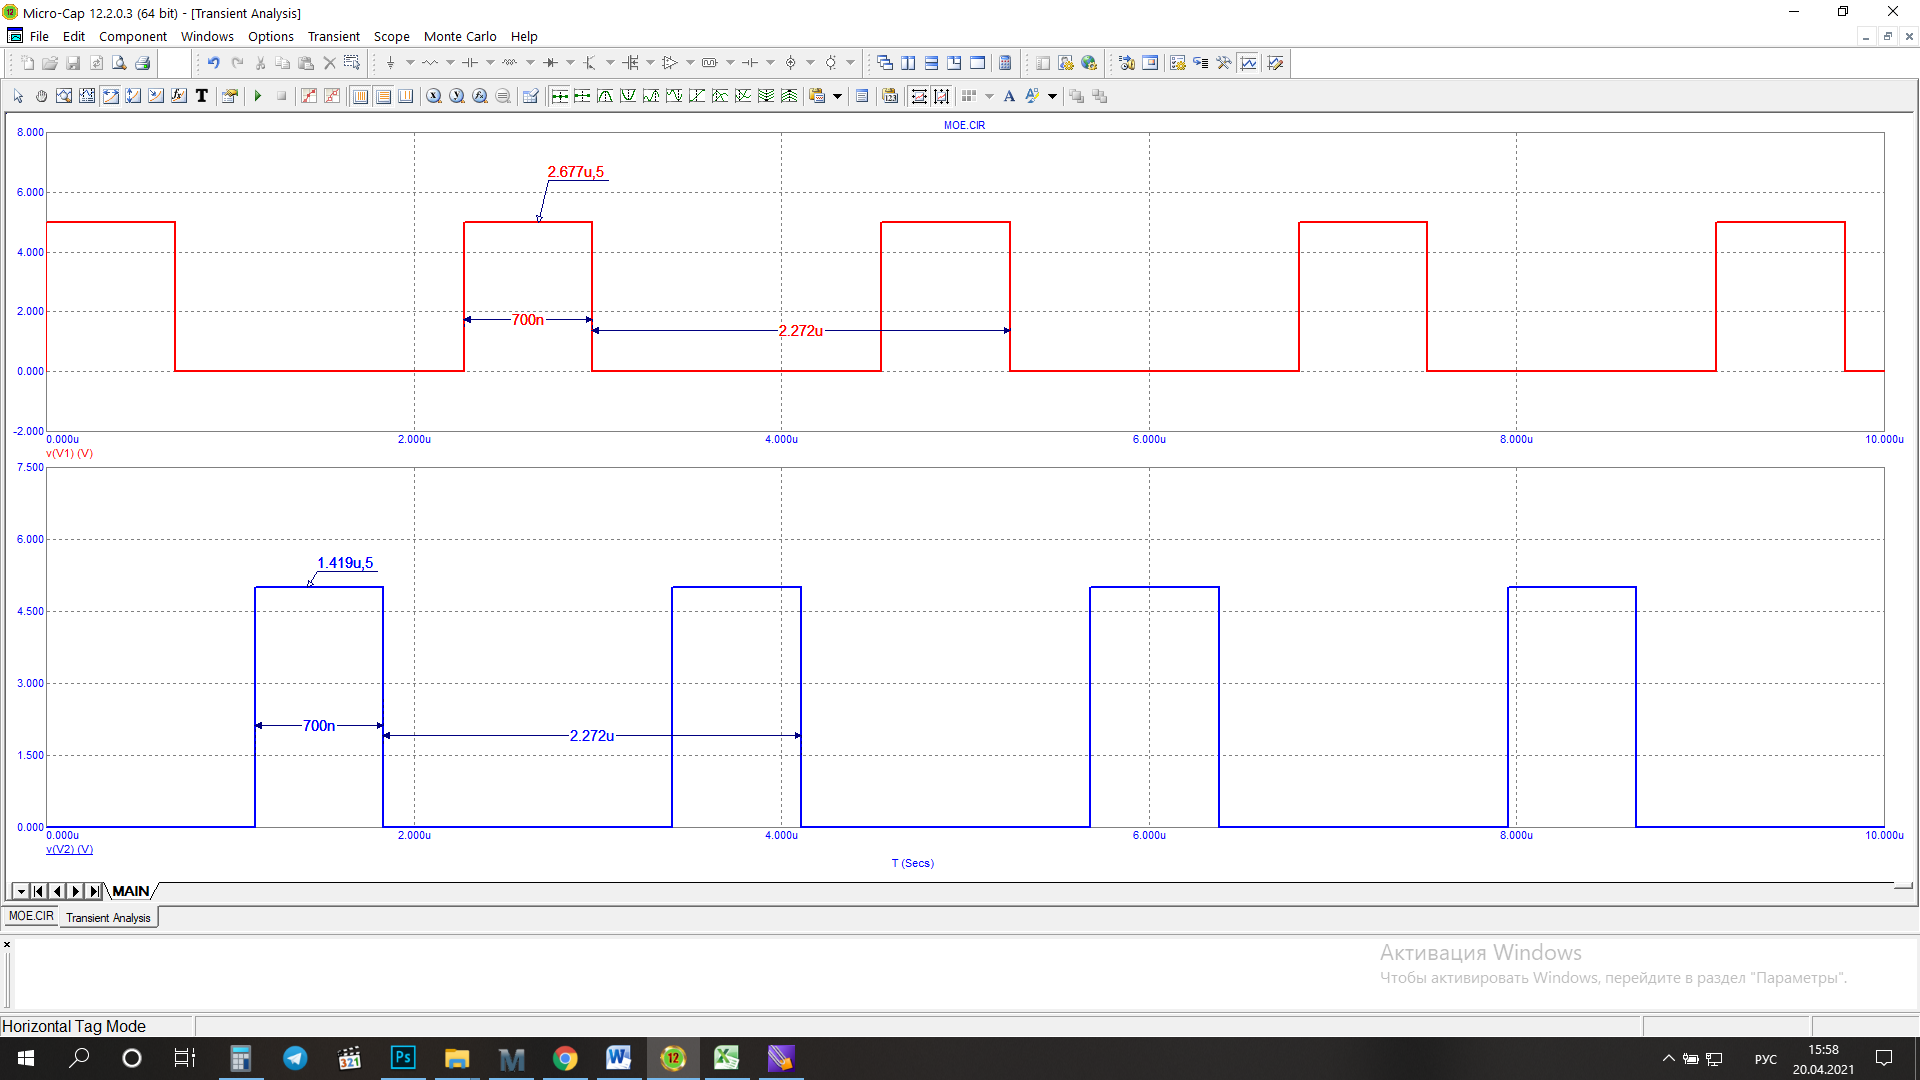 Micro-Cap 12.2.0.3 (64 bit) - [Transient Analysis]
File Edit Component Windows Options Transient Scope Monte Carlo Help
MOE.CIR
8.000
6.000
4.000
2.000
0.000
-2.000
2.677u,5
700n
2.272u
0.000u 2.000u 4.000u 6.000u 8.000u 10.000u
v(V1) (V)
7.500
6.000
4.500
3.000
1.500
0.000
1.419u,5
700n
2.272u
0.000u 2.000u 4.000u 6.000u 8.000u 10.000u
v(V2) (V)
T (Secs)
MAIN
MOE.CIR Transient Analysis
Активация Windows
Чтобы активировать Windows, перейдите в раздел "Параметры".
Horizontal Tag Mode
РУС
15:58
20.04.2021